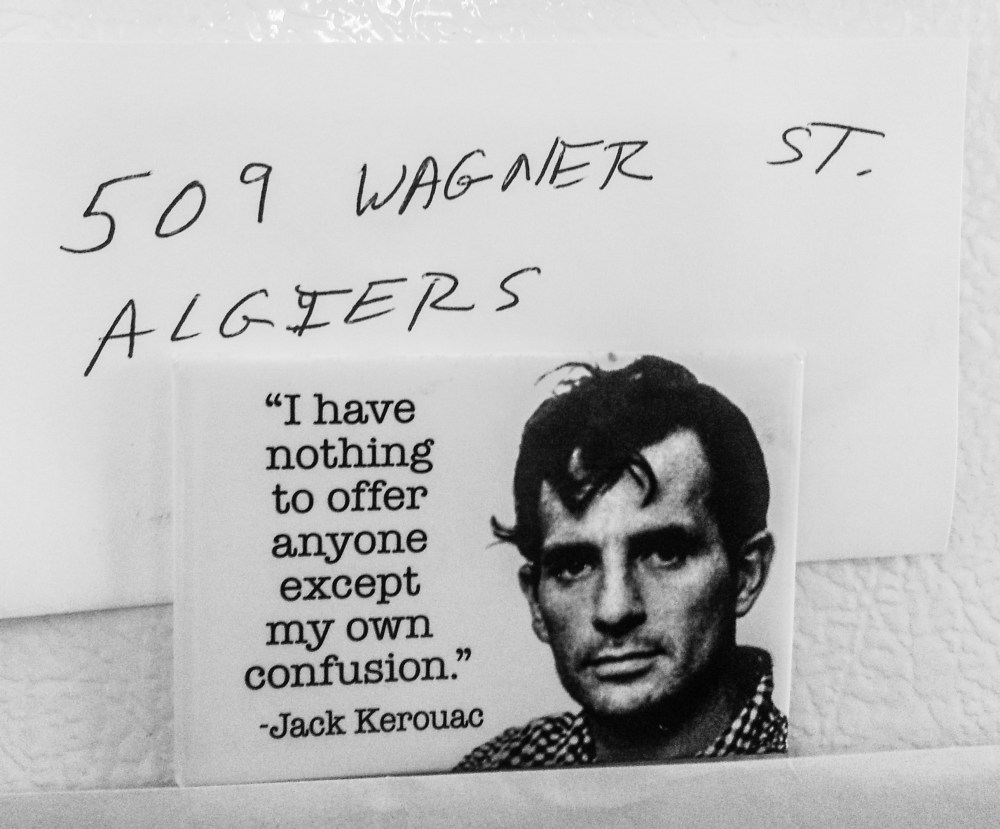 509 WAGNER ST.
ALGIERS
“I have
nothing
to offer
anyone
except
my own
confusion.”
-Jack Kerouac